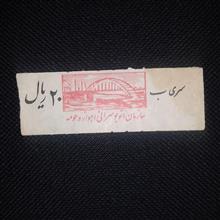 سری ب
۲۰ ریال
سازمان اتوبوسرانی اهواز و حومه